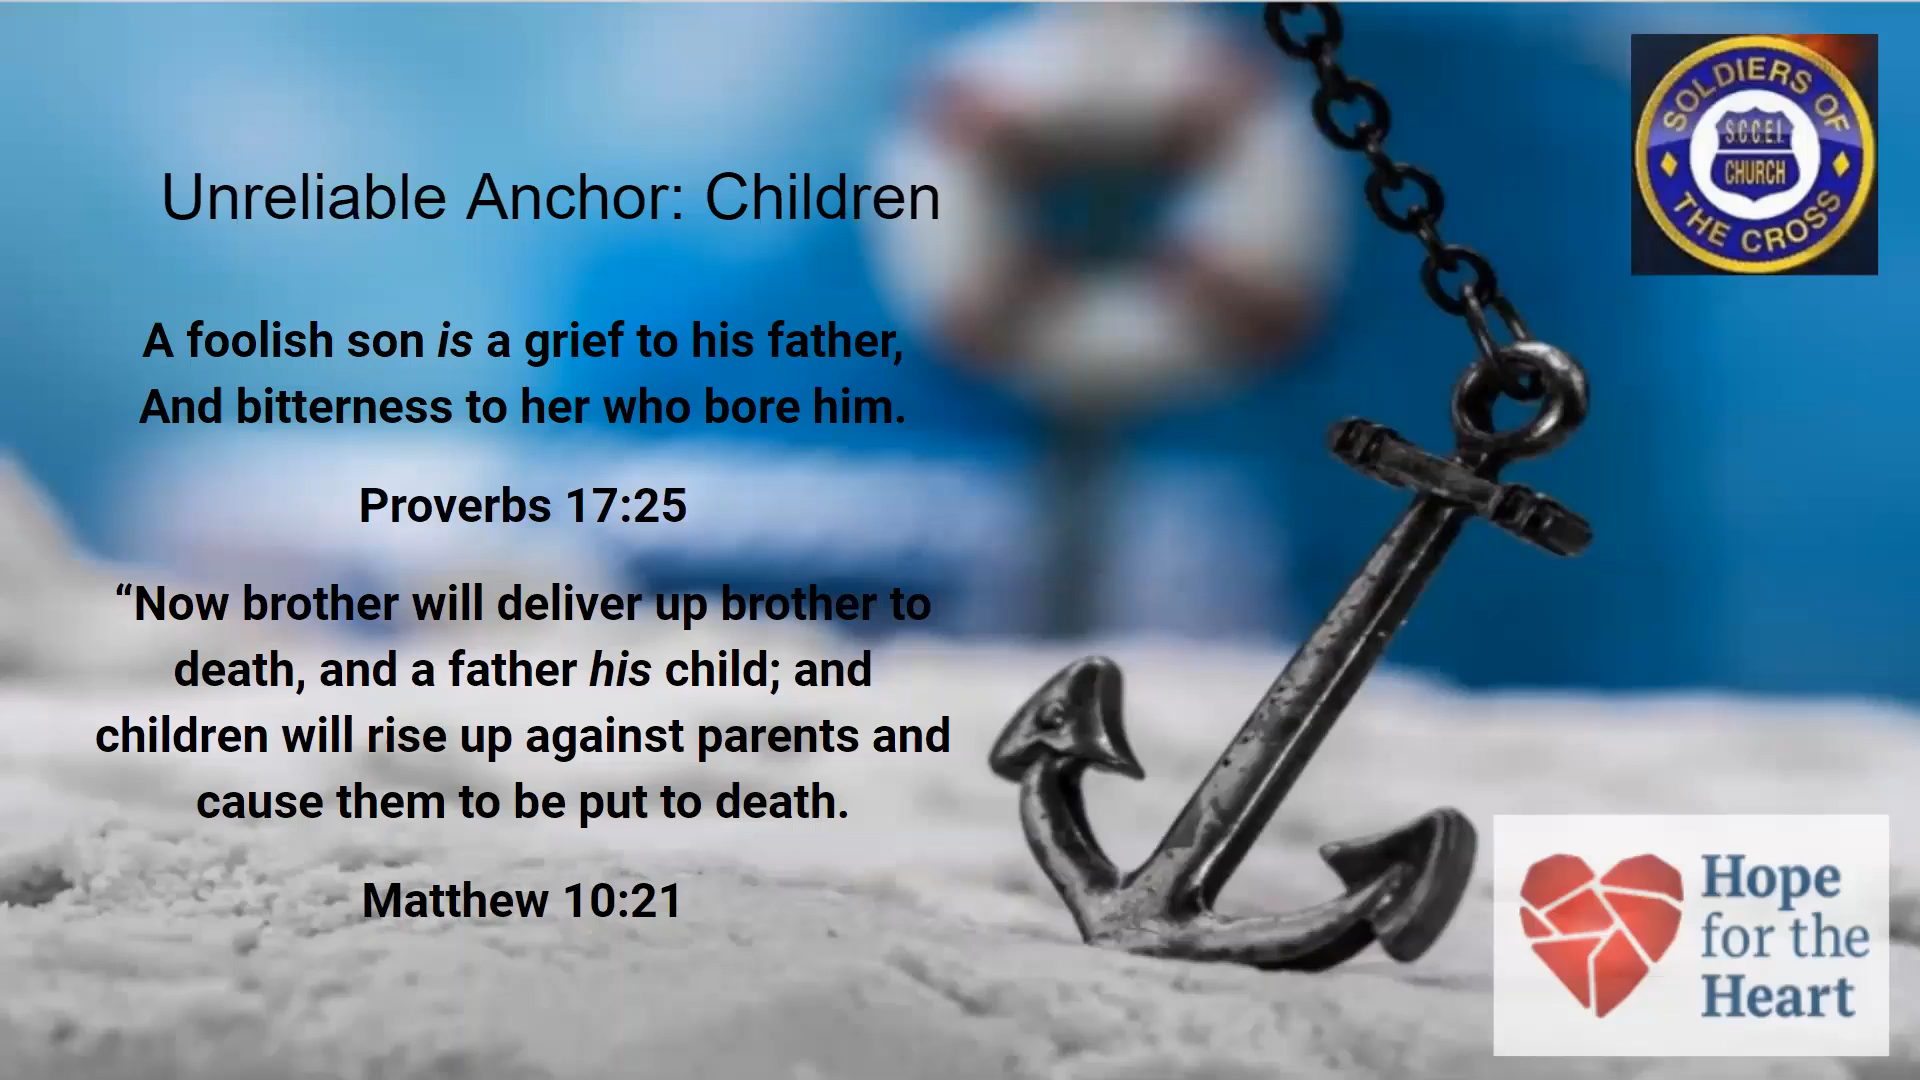 Unreliable Anchor: Children
A foolish son is a grief to his father,
And bitterness to her who bore him.
Proverbs 17:25
“Now brother will deliver up brother to
death, and a father his child; and
children will rise up against parents and
cause them to be put to death.
Matthew 10:21
SOLDIERS OF
S.C.C.E.I.
CHURCH
THE CROSS
Hope
for the
Heart